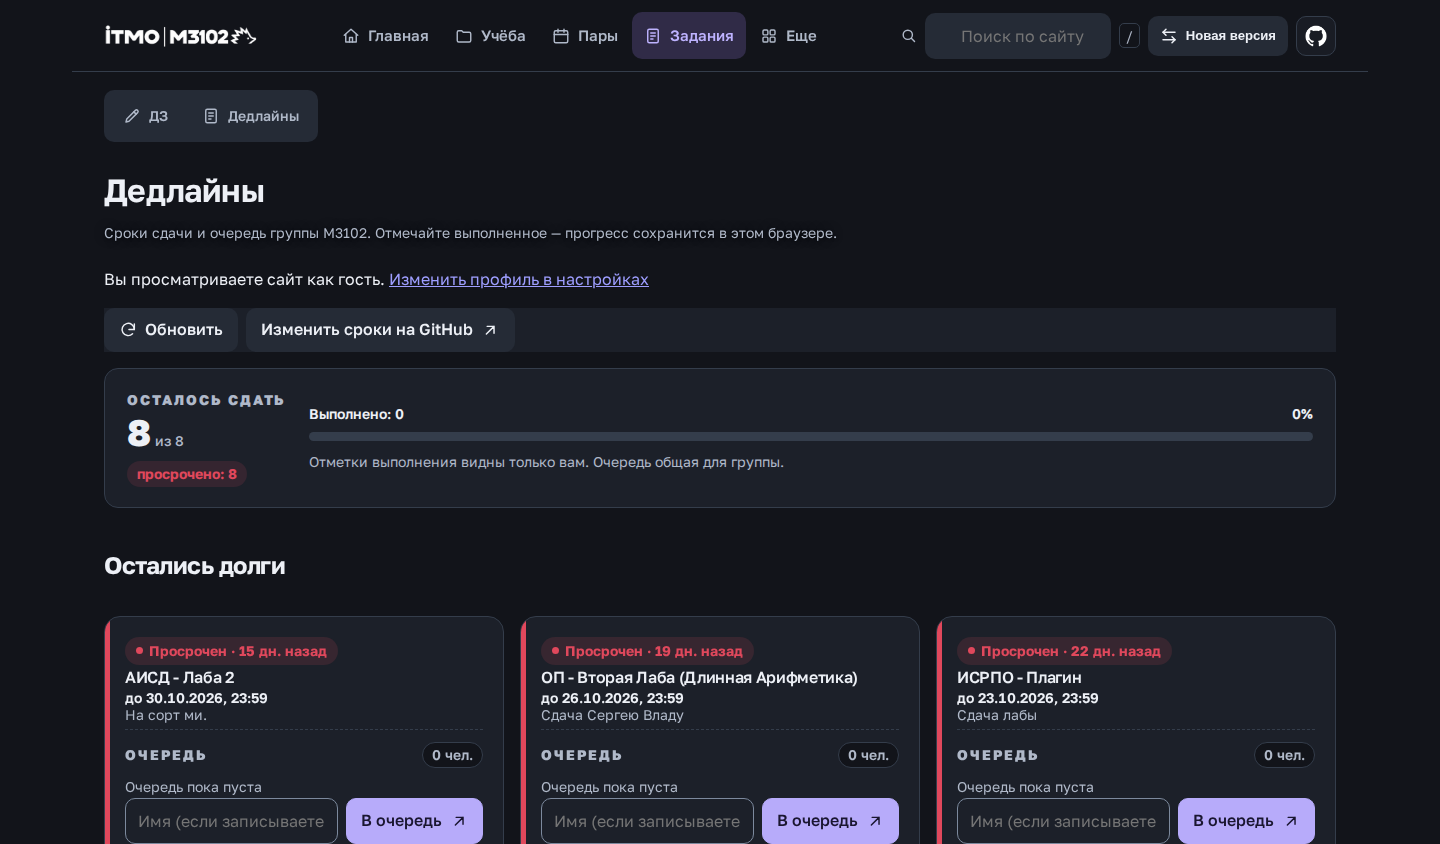 iTMO | M3102
Главная
Учёба
Пары
Задания
Еще
Поиск по сайту
/
Новая версия
ДЗ
Дедлайны
Дедлайны
Сроки сдачи и очередь группы М3102. Отмечайте выполненное — прогресс сохранится в этом браузере.
Вы просматриваете сайт как гость. Изменить профиль в настройках
Обновить
Изменить сроки на GitHub
ОСТАЛОСЬ СДАТЬ
8 из 8
просрочено: 8
Выполнено: 0
0%
Отметки выполнения видны только вам. Очередь общая для группы.
Остались долги
Просрочен · 15 дн. назад
АИСД - Лаба 2
до 30.10.2026, 23:59
На сорт ми.
ОЧЕРЕДЬ
0 чел.
Очередь пока пуста
Имя (если записываете
В очередь
Просрочен · 19 дн. назад
ОП - Вторая Лаба (Длинная Арифметика)
до 26.10.2026, 23:59
Сдача Сергею Владу
ОЧЕРЕДЬ
0 чел.
Очередь пока пуста
Имя (если записываете
В очередь
Просрочен · 22 дн. назад
ИСРПО - Плагин
до 23.10.2026, 23:59
Сдача лабы
ОЧЕРЕДЬ
0 чел.
Очередь пока пуста
Имя (если записываете
В очередь